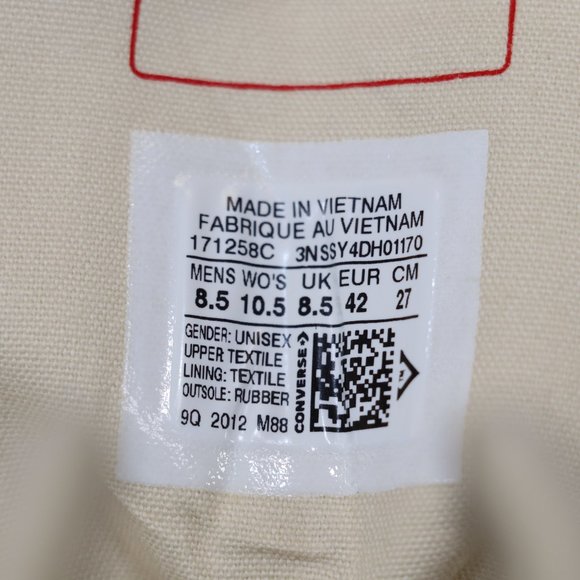 MADE IN VIETNAM
FABRIQUE AU VIETNAM
171258C 3NSSY4DH01170
MENS WO'S UK EUR CM
8.5 10.5 8.5 42 27
GENDER: UNISEX
UPPER TEXTILE
LINING: TEXTILE
OUTSOLE: RUBBER
9Q 2012 M88
CONVERSE